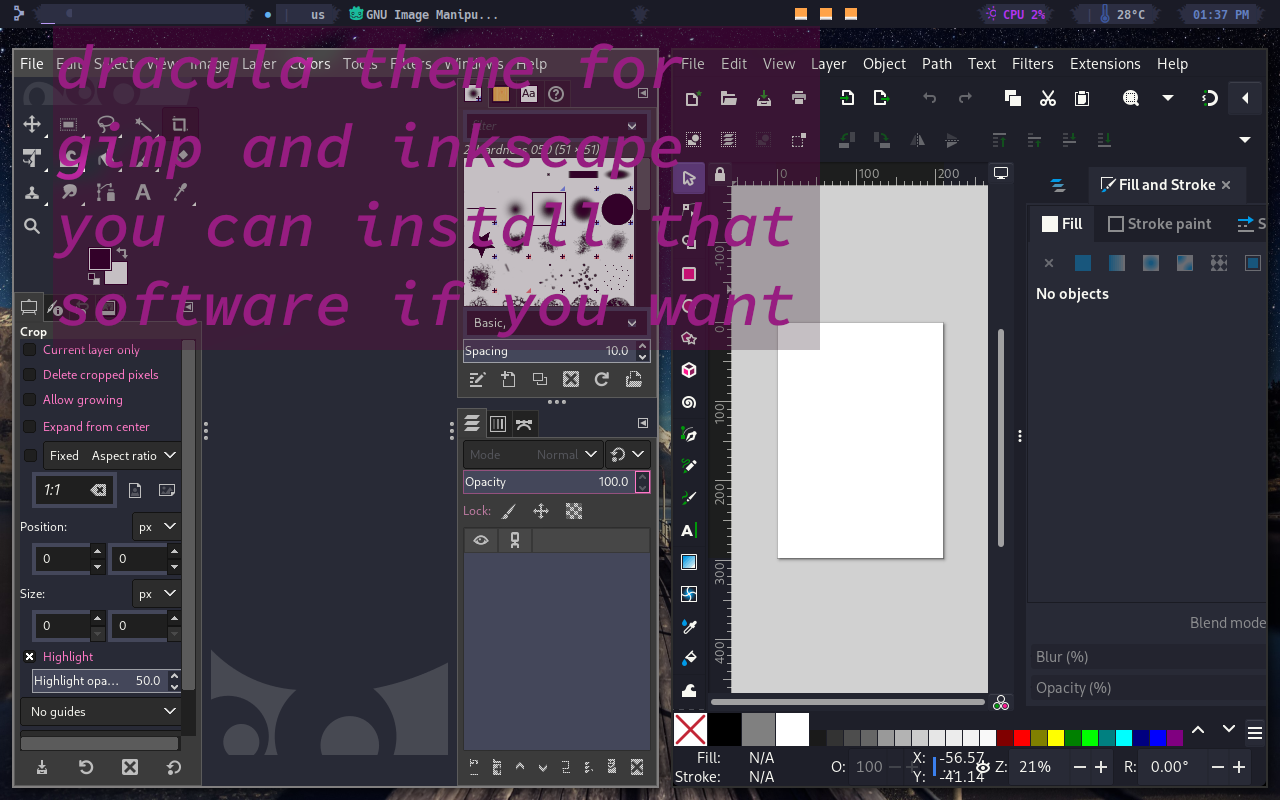 us
GNU Image Manipu...
CPU 2%
28°C
01:37 PM
dracula theme for
gimp and inkscape
you can install that
software if you want
File Edit Select View Image Layer Colors Tools Filters Windows Help
filter
2. Hardness 050 (51 × 51)
Basic,
Spacing 10.0
Mode Normal
Opacity 100.0
Lock:
Crop
Current layer only
Delete cropped pixels
Allow growing
Expand from center
Fixed Aspect ratio
1:1
Position: px
0 0
Size: px
0 0
Highlight
Highlight opa... 50.0
No guides
File Edit View Layer Object Path Text Filters Extensions Help
0 100 200
-100
0
100
200
300
400
Fill and Stroke
Fill Stroke paint S
No objects
Blend mode
Blur (%)
Opacity (%)
Fill: N/A
Stroke: N/A
O: 100
X: -56.57
Y: -41.14
Z: 21%
R: 0.00°